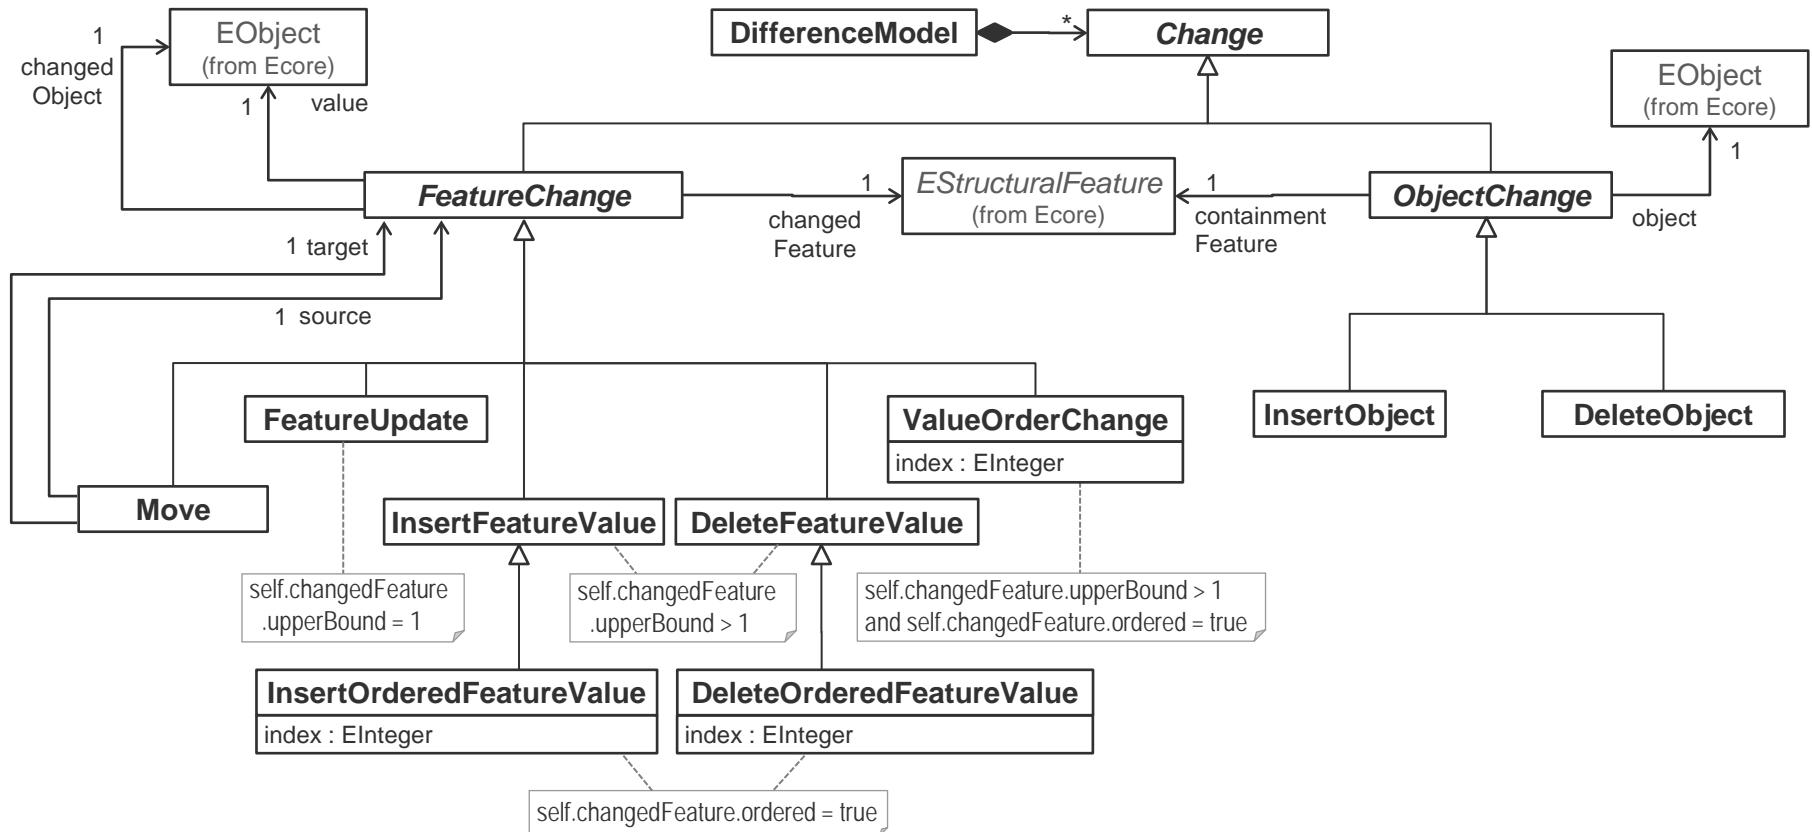 1
changed
Object
EObject
(from Ecore)
1
value
DifferenceModel
*
Change
EObject
(from Ecore)
1
FeatureChange
1
changed
Feature
EStructuralFeature
(from Ecore)
1
containment
Feature
ObjectChange
object
1 target
1 source
FeatureUpdate
ValueOrderChange
index : EInteger
InsertObject
DeleteObject
Move
InsertFeatureValue
DeleteFeatureValue
self.changedFeature
.upperBound = 1
self.changedFeature
.upperBound > 1
self.changedFeature.upperBound > 1
and self.changedFeature.ordered = true
InsertOrderedFeatureValue
index : EInteger
DeleteOrderedFeatureValue
index : EInteger
self.changedFeature.ordered = true